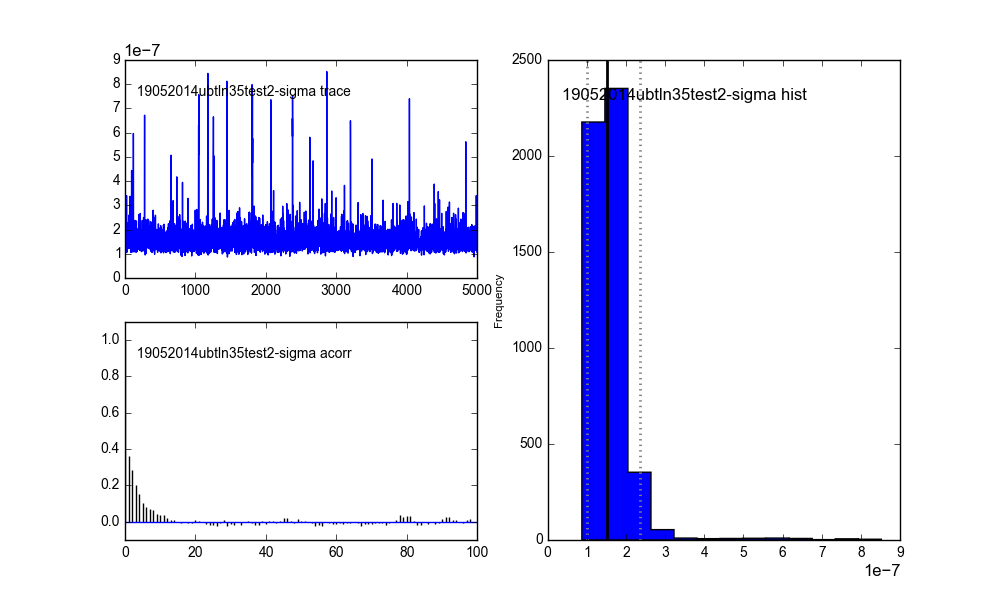 1e−7
9
8
7
6
5
4
3
2
1
0
19052014ubtln35test2-sigma trace
0 1000 2000 3000 4000 5000
1.0
0.8
0.6
0.4
0.2
0.0
19052014ubtln35test2-sigma acorr
0 20 40 60 80 100
Frequency
2500
2000
1500
1000
500
0
19052014ubtln35test2-sigma hist
0 1 2 3 4 5 6 7 8 9
1e−7